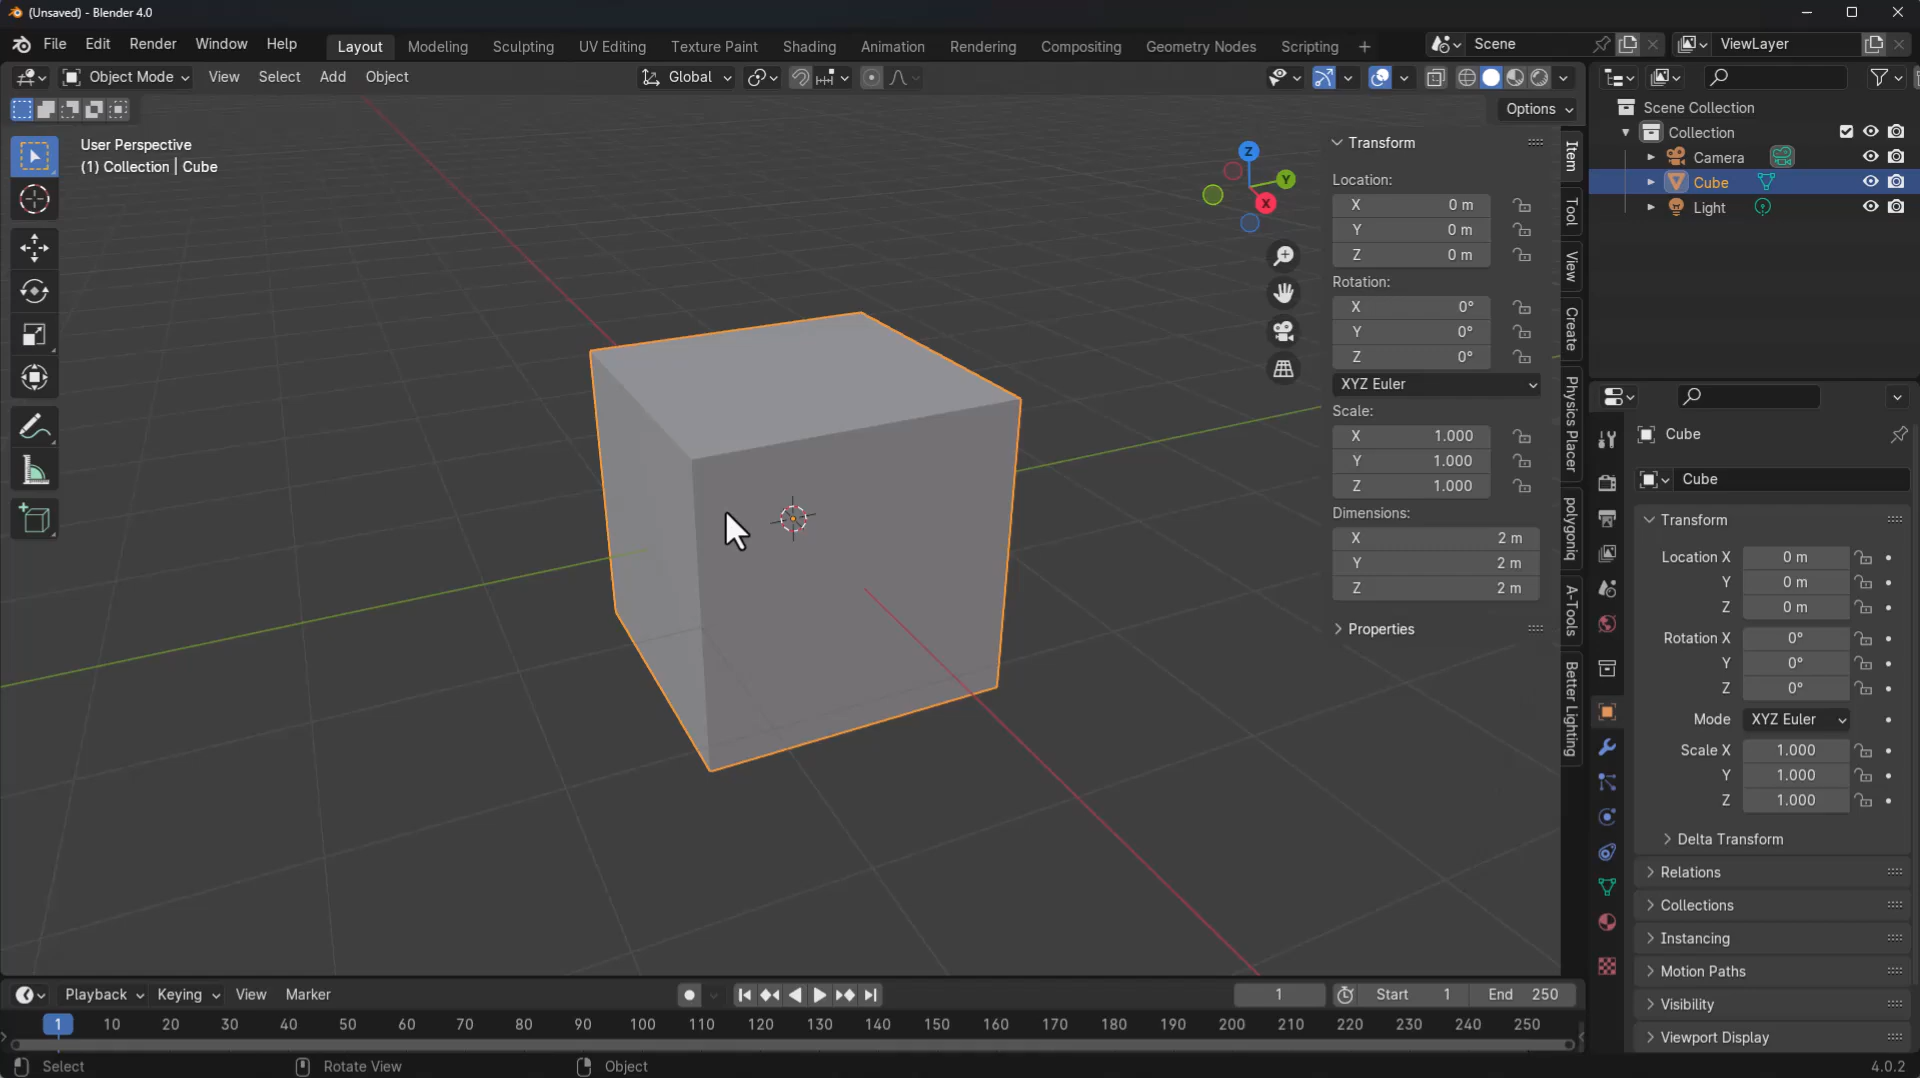 (Unsaved) - Blender 4.0
File Edit Render Window Help Layout Modeling Sculpting UV Editing Texture Paint Shading Animation Rendering Compositing Geometry Nodes Scripting + Scene ViewLayer
Object Mode View Select Add Object Global
Options
User Perspective
(1) Collection | Cube
Z
Y
X
Transform
Location:
X 0 m
Y 0 m
Z 0 m
Rotation:
X 0°
Y 0°
Z 0°
XYZ Euler
Scale:
X 1.000
Y 1.000
Z 1.000
Dimensions:
X 2 m
Y 2 m
Z 2 m
Properties
Item
Tool
View
Create
Physics Placer
polygoniq
A-Tools
Better Lighting
Scene Collection
Collection
Camera
Cube
Light
Cube
Cube
Transform
Location X 0 m
Y 0 m
Z 0 m
Rotation X 0°
Y 0°
Z 0°
Mode XYZ Euler
Scale X 1.000
Y 1.000
Z 1.000
Delta Transform
Relations
Collections
Instancing
Motion Paths
Visibility
Viewport Display
Playback Keying View Marker 1 Start 1 End 250
1 10 20 30 40 50 60 70 80 90 100 110 120 130 140 150 160 170 180 190 200 210 220 230 240 250
Select Rotate View Object 4.0.2